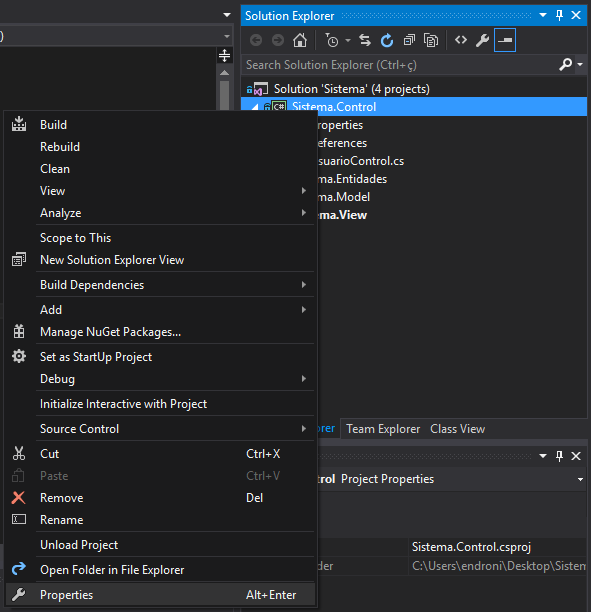 )
Solution Explorer
Search Solution Explorer (Ctrl+ç)
Solution 'Sistema' (4 projects)
C# Sistema.Control
roperties
eferences
suarioControl.cs
ma.Entidades
ma.Model
ema.View
Build
Rebuild
Clean
View
Analyze
Scope to This
New Solution Explorer View
Build Dependencies
Add
Manage NuGet Packages...
Set as StartUp Project
Debug
Initialize Interactive with Project
Source Control
Cut Ctrl+X
Paste Ctrl+V
Remove Del
Rename
Unload Project
Open Folder in File Explorer
Properties Alt+Enter
orer Team Explorer Class View
trol Project Properties
Sistema.Control.csproj
der C:\Users\endroni\Desktop\Sistem